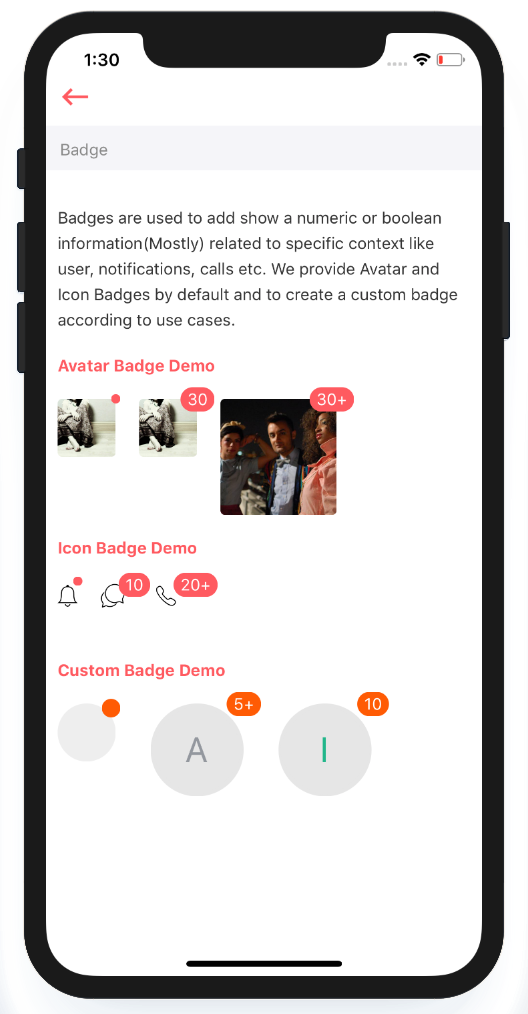 1:30
Badge
Badges are used to add show a numeric or boolean
information(Mostly) related to specific context like
user, notifications, calls etc. We provide Avatar and
Icon Badges by default and to create a custom badge
according to use cases.
Avatar Badge Demo
30 30+
Icon Badge Demo
10 20+
Custom Badge Demo
5+ 10
A I